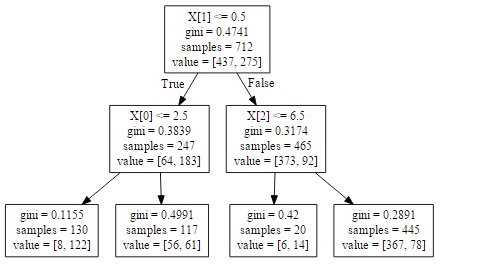 X[1] <= 0.5
gini = 0.4741
samples = 712
value = [437, 275]
True
False
X[0] <= 2.5
gini = 0.3839
samples = 247
value = [64, 183]
X[2] <= 6.5
gini = 0.3174
samples = 465
value = [373, 92]
gini = 0.1155
samples = 130
value = [8, 122]
gini = 0.4991
samples = 117
value = [56, 61]
gini = 0.42
samples = 20
value = [6, 14]
gini = 0.2891
samples = 445
value = [367, 78]